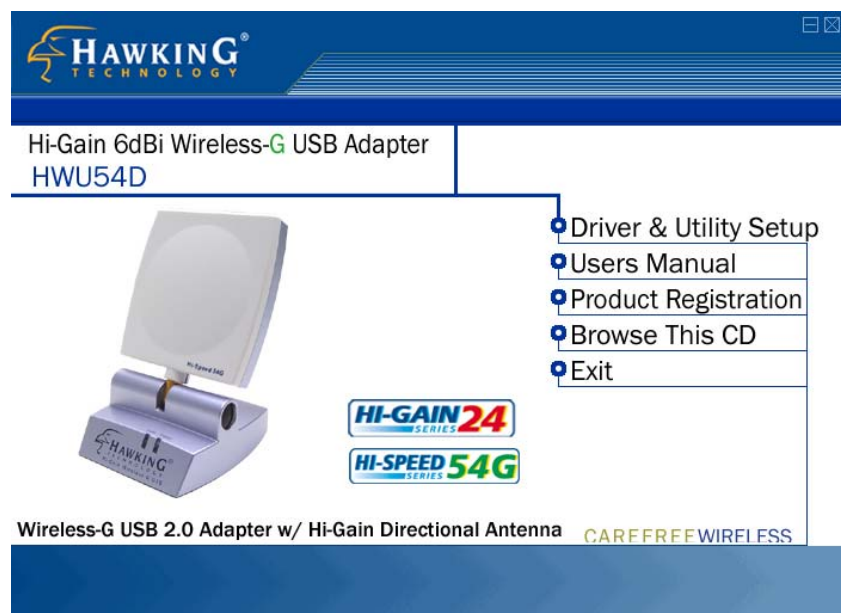 HAWKING®
TECHNOLOGY
Hi-Gain 6dBi Wireless-G USB Adapter
HWU54D
Driver & Utility Setup
Users Manual
Product Registration
Browse This CD
Exit
Hi-Speed 54G
HAWKING
TECHNOLOGY
HI-GAIN 24
SERIES
HI-SPEED 54G
SERIES
Wireless-G USB 2.0 Adapter w/ Hi-Gain Directional Antenna
CAREFREEWIRELESS